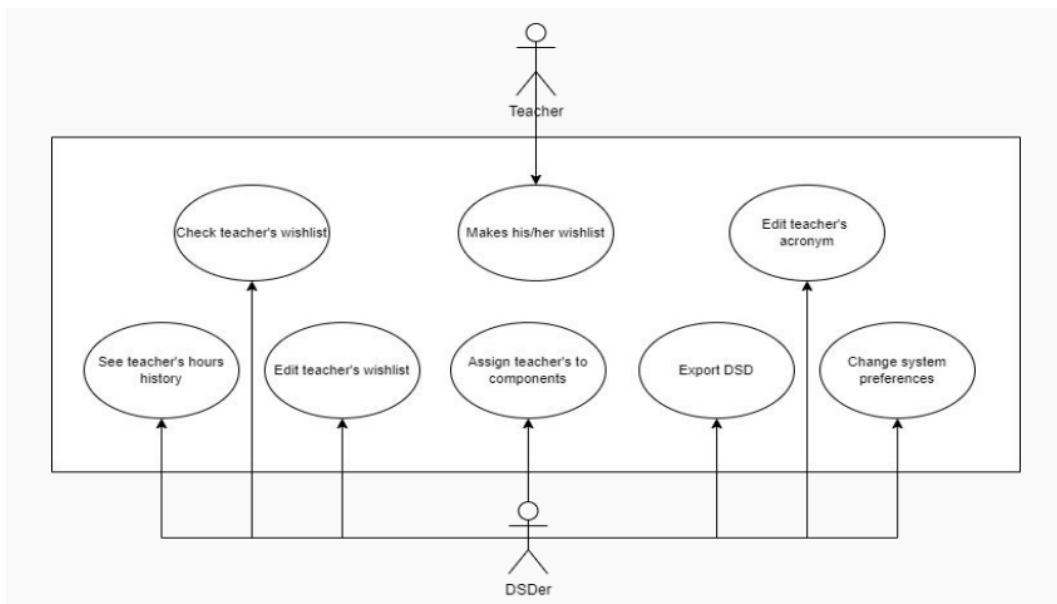 Teacher
Check teacher's wishlist
Makes his/her wishlist
Edit teacher's
acronym
See teacher's hours
history
Edit teacher's wishlist
Assign teacher's to
components
Export DSD
Change system
preferences
DSDer